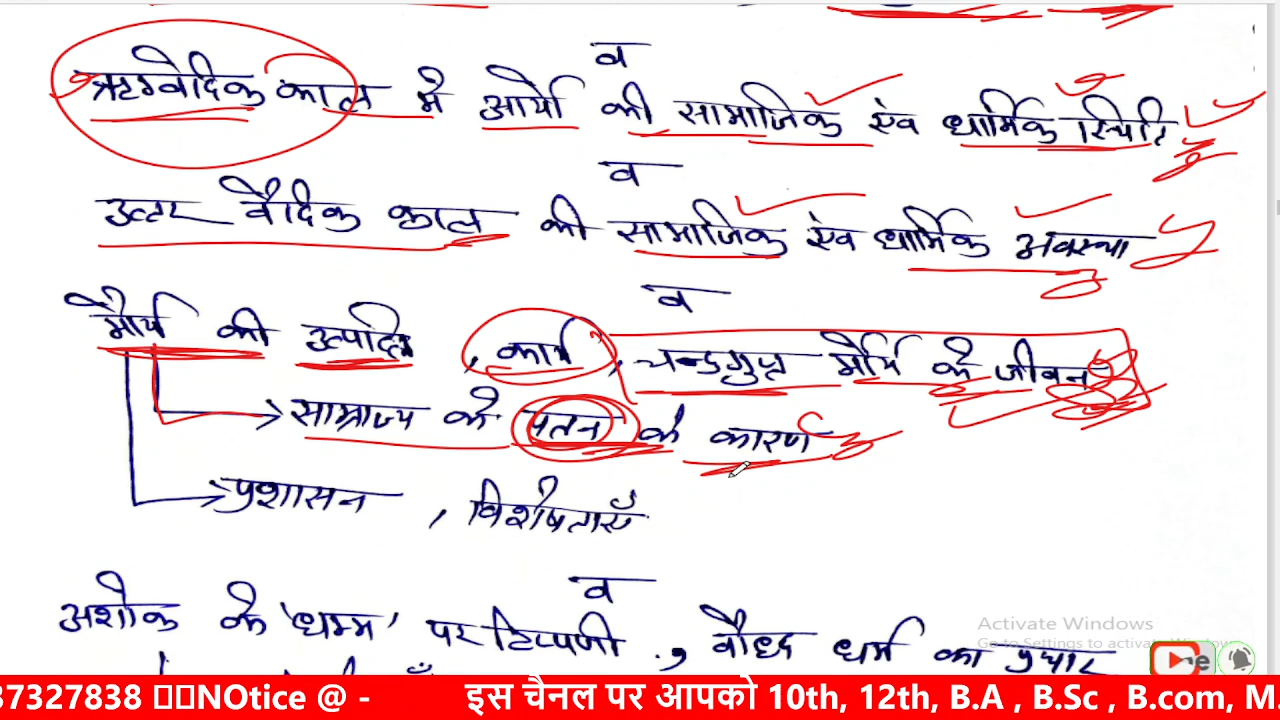 व
ऋग्वैदिक काल में आर्यो की सामाजिक एंव धार्मिक स्थिति
व
उत्तर वैदिक काल की सामाजिक एंव धार्मिक अवस्था
व
मौर्य की उत्पत्ति, कार्य, चन्द्रगुप्त मौर्य के जीवन
साम्राज्य के पतन के कारण
प्रशासन, विशेषताएँ
व
अशोक के 'धम्म' पर टिप्पणी, बौध्द धर्म का प्रचार
Activate Windows
Go to Settings to activate Windows.
37327838 NOtice @ - इस चैनल पर आपको 10th, 12th, B.A , B.Sc , B.com, M.